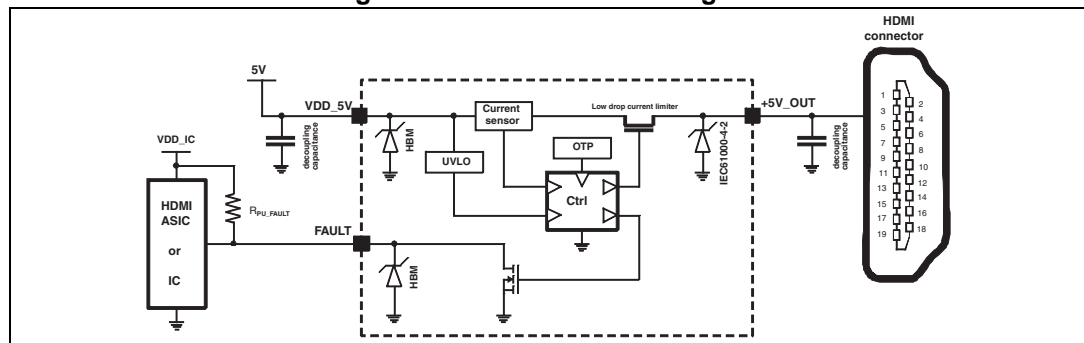 HDMI
connector
5V
VDD_5V
Current
sensor
Low drop current limiter
+5V_OUT
decoupling
capacitance
HBM
UVLO
OTP
IEC61000-4-2
decoupling
capacitance
VDD_IC
Ctrl
HDMI
ASIC
or
IC
RPU_FAULT
FAULT
HBM
1
2
3
4
5
6
7
8
9
10
11
12
13
14
15
16
17
18
19